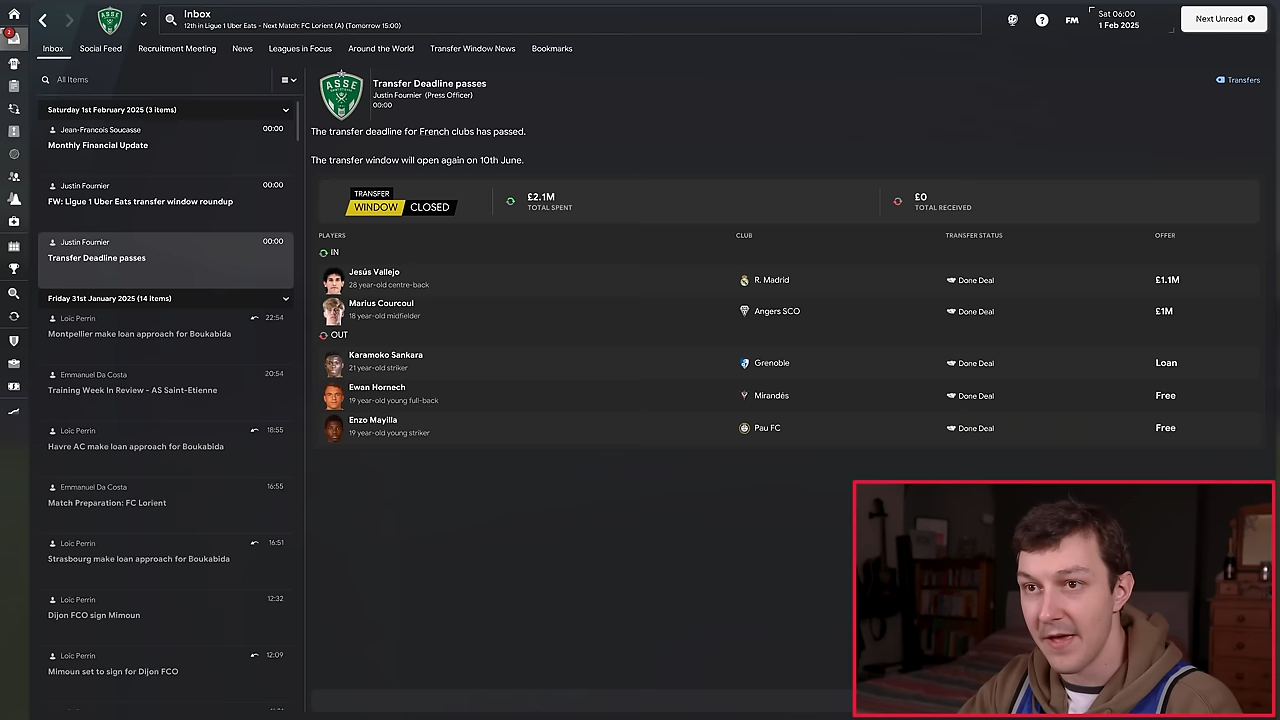 Inbox
12th in Ligue 1 Uber Eats - Next Match: FC Lorient (A) (Tomorrow 15:00)
FM
Sat 06:00
1 Feb 2025
Next Unread
2
ASSE
Inbox
Social Feed
Recruitment Meeting
News
Leagues in Focus
Around the World
Transfer Window News
Bookmarks
All Items
Saturday 1st February 2025 (3 items)
Jean-Francois Soucasse 00:00
Monthly Financial Update
Justin Fournier 00:00
FW: Ligue 1 Uber Eats transfer window roundup
Justin Fournier 00:00
Transfer Deadline passes
Friday 31st January 2025 (14 items)
Loïc Perrin 22:54
Montpellier make loan approach for Boukabida
Emmanuel Da Costa 20:54
Training Week In Review - AS Saint-Etienne
Loïc Perrin 18:55
Havre AC make loan approach for Boukabida
Emmanuel Da Costa 16:55
Match Preparation: FC Lorient
Loïc Perrin 16:51
Strasbourg make loan approach for Boukabida
Loïc Perrin 12:32
Dijon FCO sign Mimoun
Loïc Perrin 12:09
Mimoun set to sign for Dijon FCO
ASSE
Transfer Deadline passes
Justin Fournier (Press Officer)
00:00
Transfers
The transfer deadline for French clubs has passed.
The transfer window will open again on 10th June.
TRANSFER
WINDOW CLOSED
£2.1M
TOTAL SPENT
£0
TOTAL RECEIVED
PLAYERS CLUB TRANSFER STATUS OFFER
IN
Jesús Vallejo
28 year-old centre-back
R. Madrid Done Deal £1.1M
Marius Courcoul
18 year-old midfielder
Angers SCO Done Deal £1M
OUT
Karamoko Sankara
21 year-old striker
Grenoble Done Deal Loan
Ewan Hornech
19 year-old young full-back
Mirandés Done Deal Free
Enzo Mayilla
19 year-old young striker
Pau FC Done Deal Free